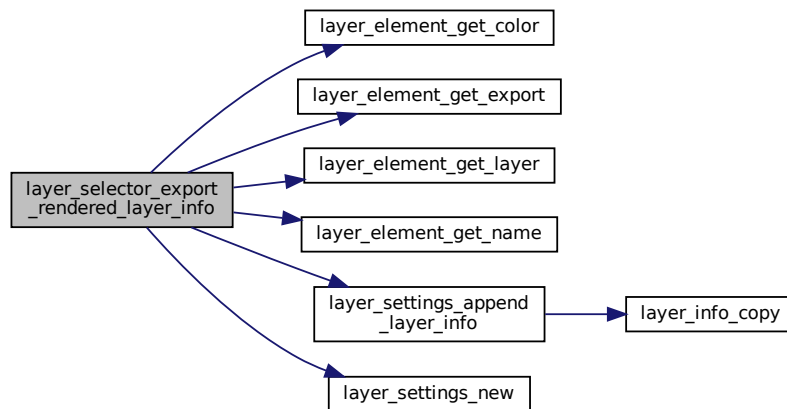 layer_element_get_color
layer_element_get_export
layer_element_get_layer
layer_selector_export
_rendered_layer_info
layer_element_get_name
layer_settings_append
_layer_info
layer_info_copy
layer_settings_new